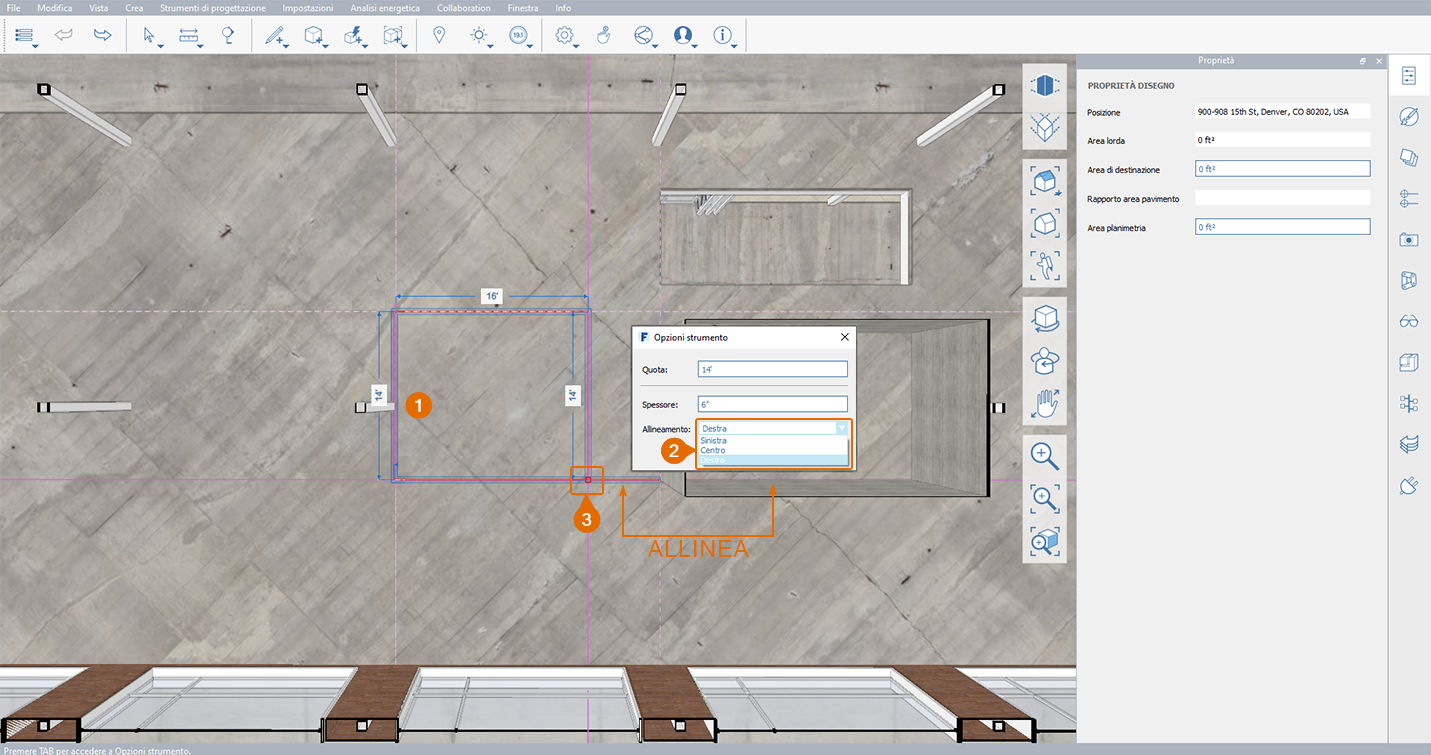 File Modifica Vista Crea Strumenti di progettazione Impostazioni Analisi energetica Collaboration Finestra Info
193
Proprietà
PROPRIETÀ DISEGNO
Posizione 900-908 15th St, Denver, CO 80202, USA
Area lorda 0 ft²
Area di destinazione 0 ft²
Rapporto area pavimento
Area planimetria 0 ft²
16'
14'
14'
1
F Opzioni strumento
Quota: 14'
Spessore: 6"
Allineamento: Destra
Sinistra
Centro
Destra
2
3
ALLINEA
Premere TAB per accedere a Opzioni strumento.